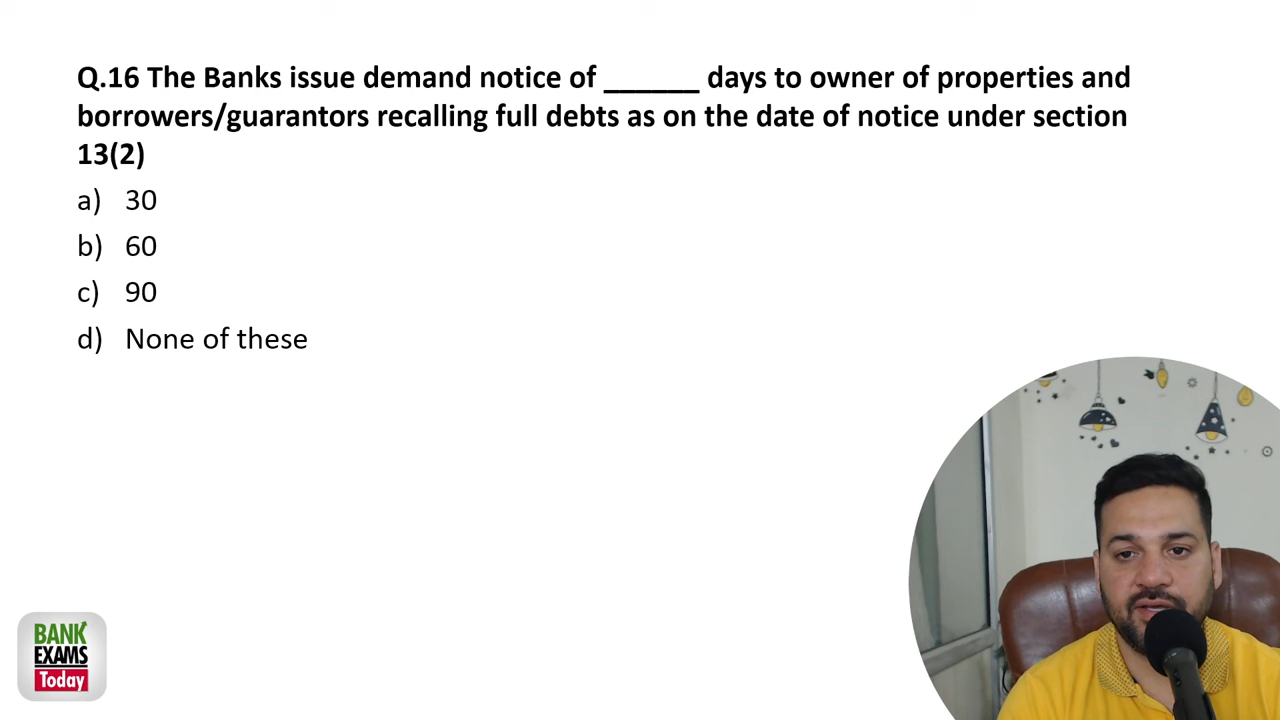 Q.16 The Banks issue demand notice of ______ days to owner of properties and
borrowers/guarantors recalling full debts as on the date of notice under section
13(2)
a) 30
b) 60
c) 90
d) None of these
BANK
EXAMS
Today